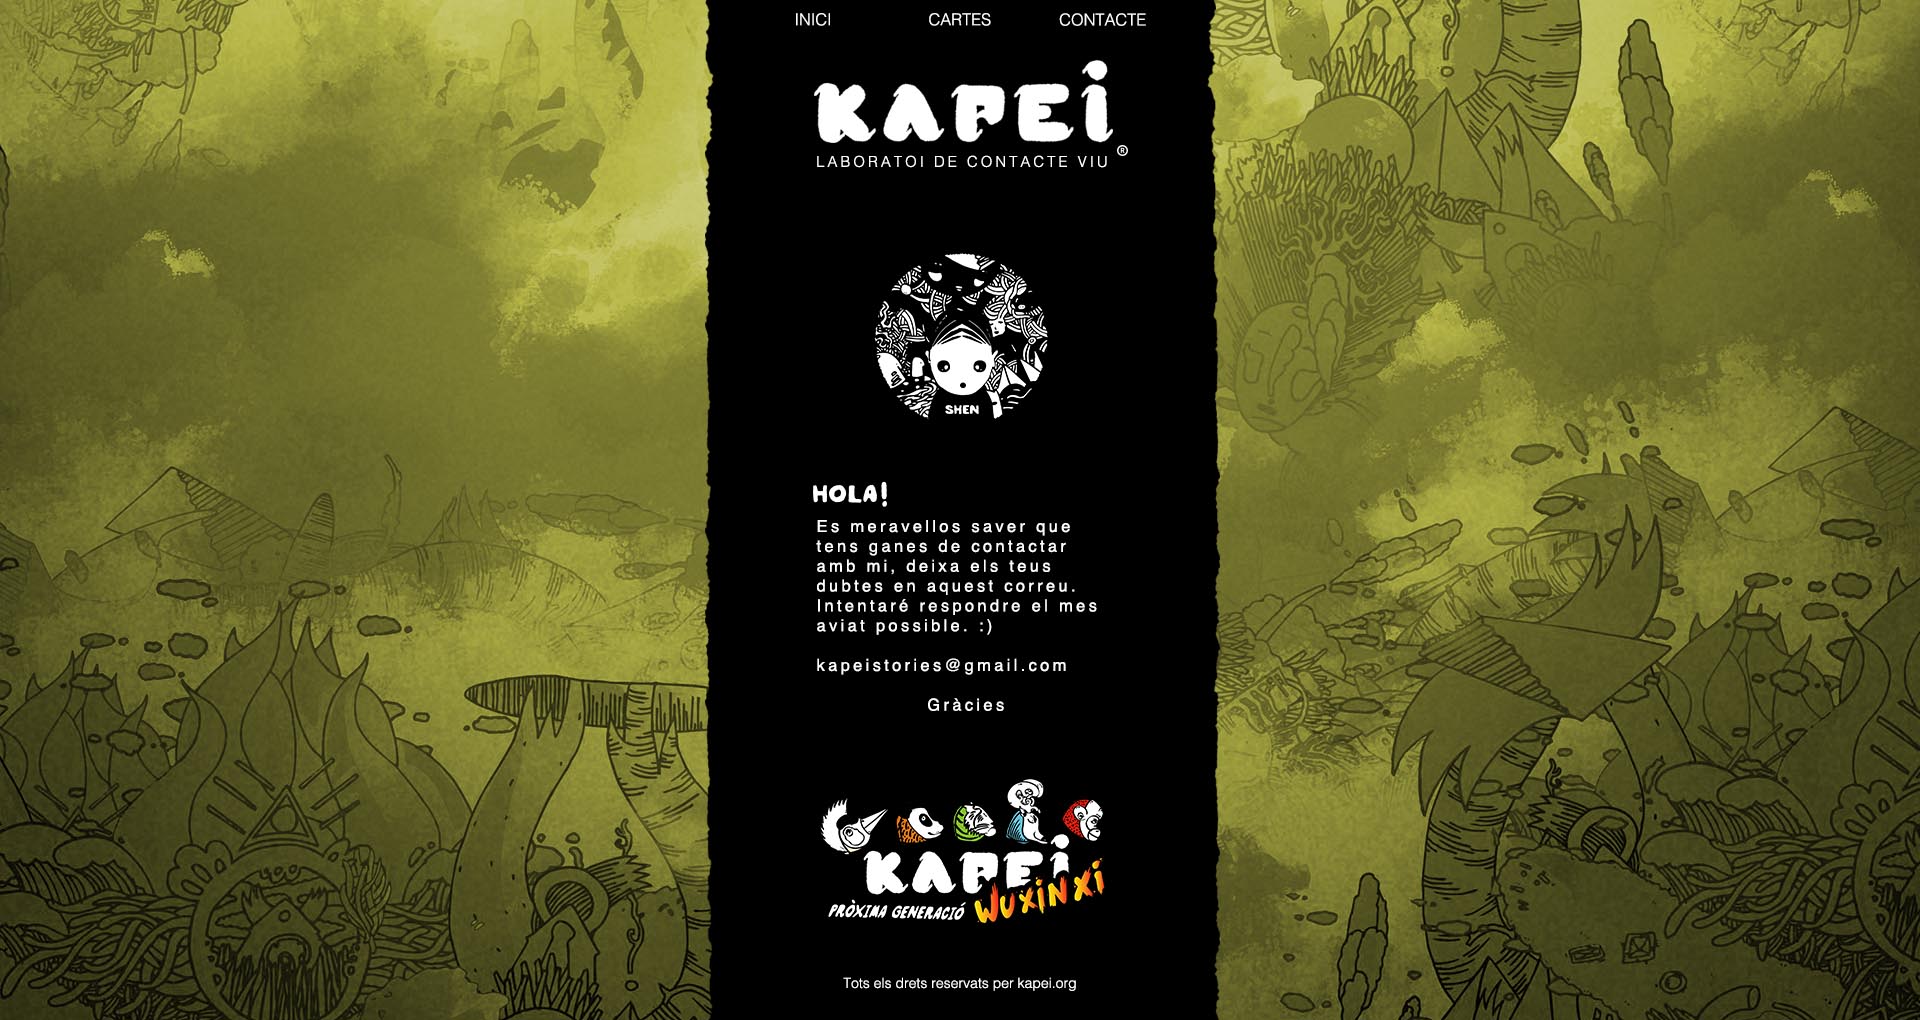 INICI CARTES CONTACTE
KAPEi
LABORATOI DE CONTACTE VIU ®
SHEN
HOLA!
Es meravellos saver que
tens ganes de contactar
amb mi, deixa els teus
dubtes en aquest correu.
Intentaré respondre el mes
aviat possible. :)
kapeistories@gmail.com
Gràcies
KAPEi
PRÒXIMA GENERACIÓ WUXiNXi
Tots els drets reservats per kapei.org